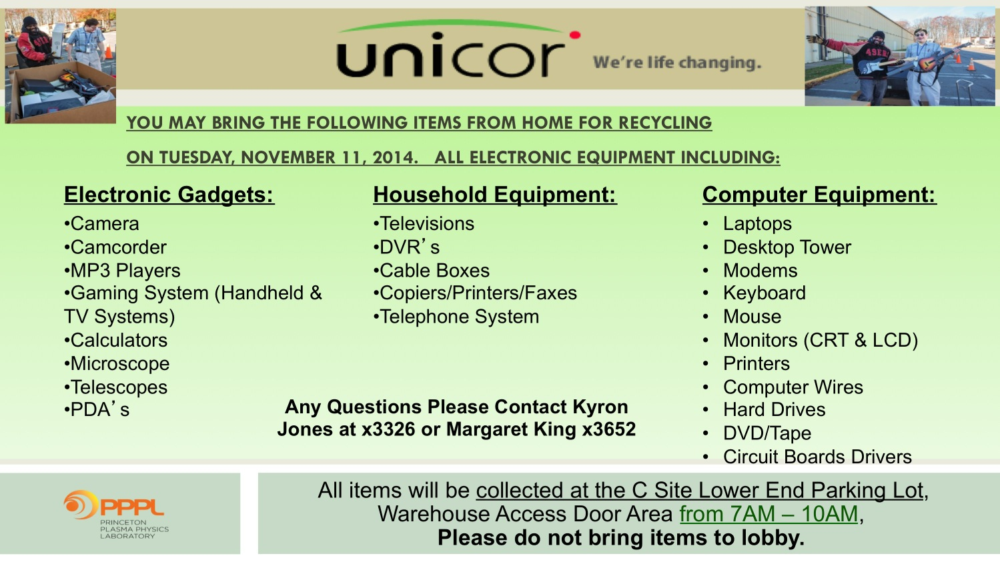 unicor We're life changing.
YOU MAY BRING THE FOLLOWING ITEMS FROM HOME FOR RECYCLING
ON TUESDAY, NOVEMBER 11, 2014. ALL ELECTRONIC EQUIPMENT INCLUDING:
Electronic Gadgets:
•Camera
•Camcorder
•MP3 Players
•Gaming System (Handheld &
TV Systems)
•Calculators
•Microscope
•Telescopes
•PDA's
Household Equipment:
•Televisions
•DVR's
•Cable Boxes
•Copiers/Printers/Faxes
•Telephone System
Computer Equipment:
• Laptops
• Desktop Tower
• Modems
• Keyboard
• Mouse
• Monitors (CRT & LCD)
• Printers
• Computer Wires
• Hard Drives
• DVD/Tape
• Circuit Boards Drivers
Any Questions Please Contact Kyron
Jones at x3326 or Margaret King x3652
PPPL
PRINCETON
PLASMA PHYSICS
LABORATORY
All items will be collected at the C Site Lower End Parking Lot,
Warehouse Access Door Area from 7AM – 10AM,
Please do not bring items to lobby.